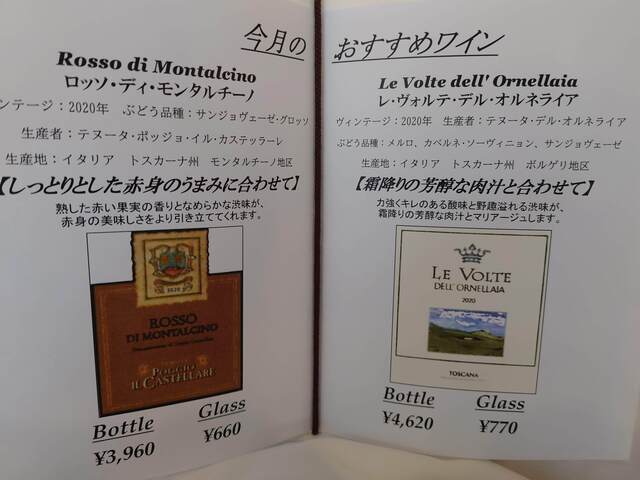 今月の
Rosso di Montalcino
ロッソ・ディ・モンタルチーノ
ンテージ：2020年　ぶどう品種：サンジョヴェーゼ・グロッソ
生産者：テヌータ・ポッジョ・イル・カステッラーレ
生産地：イタリア　トスカーナ州　モンタルチーノ地区
【しっとりとした赤身のうまみに合わせて】
熟した赤い果実の香りとなめらかな渋味が、
赤身の美味しさをより引き立ててくれます。
2020
ROSSO
DI MONTALCINO
POGGIO
IL CASTELLARE
Bottle
Glass
¥3,960
¥660
おすすめワイン
Le Volte dell' Ornellaia
レ・ヴォルテ・デル・オルネライア
ヴィンテージ：2020年　生産者：テヌータ・デル・オルネライア
ぶどう品種：メルロ、カベルネ・ソーヴィニョン、サンジョヴェーゼ
生産地：イタリア　トスカーナ州　ボルゲリ地区
【霜降りの芳醇な肉汁と合わせて】
力強くキレのある酸味と野趣溢れる渋味が、
霜降りの芳醇な肉汁とマリアージュします。
LE VOLTE
DELL'ORNELLAIA
2020
TOSCANA
Bottle
Glass
¥4,620
¥770